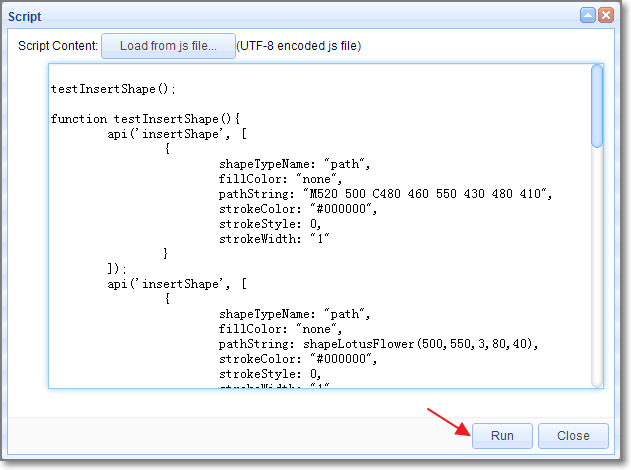 Script
Script Content: Load from js file... (UTF-8 encoded js file)
testInsertShape();
function testInsertShape(){
api('insertShape', [
{
shapeTypeName: "path",
fillColor: "none",
pathString: "M520 500 C480 460 550 430 480 410",
strokeColor: "#000000",
strokeStyle: 0,
strokeWidth: "1"
}
]);
api('insertShape', [
{
shapeTypeName: "path",
fillColor: "none",
pathString: shapeLotusFlower(500,550,3,80,40),
strokeColor: "#000000",
strokeStyle: 0,
strokeWidth: "1"
Run Close